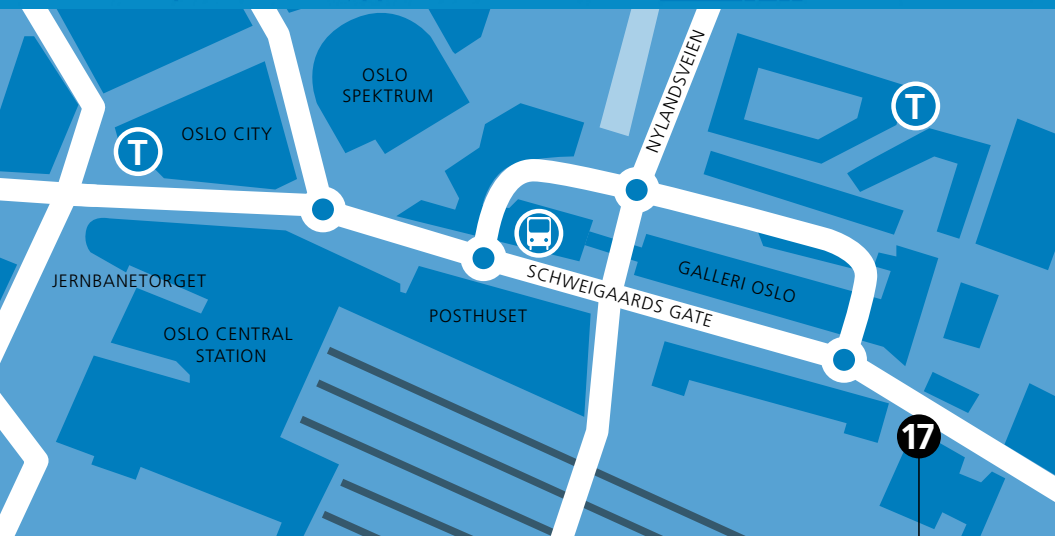 OSLO
SPEKTRUM
NYLANDSVEIEN
T
OSLO CITY
T
JERNBANETORGET
SCHWEIGAARDS GATE
GALLERI OSLO
POSTHUSET
OSLO CENTRAL
STATION
17